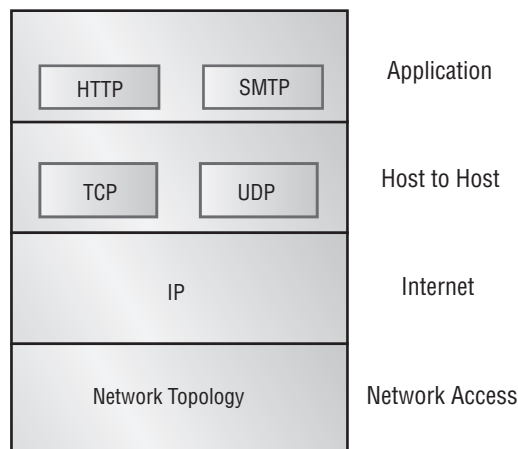 HTTP SMTP Application
TCP UDP Host to Host
IP Internet
Network Topology Network Access